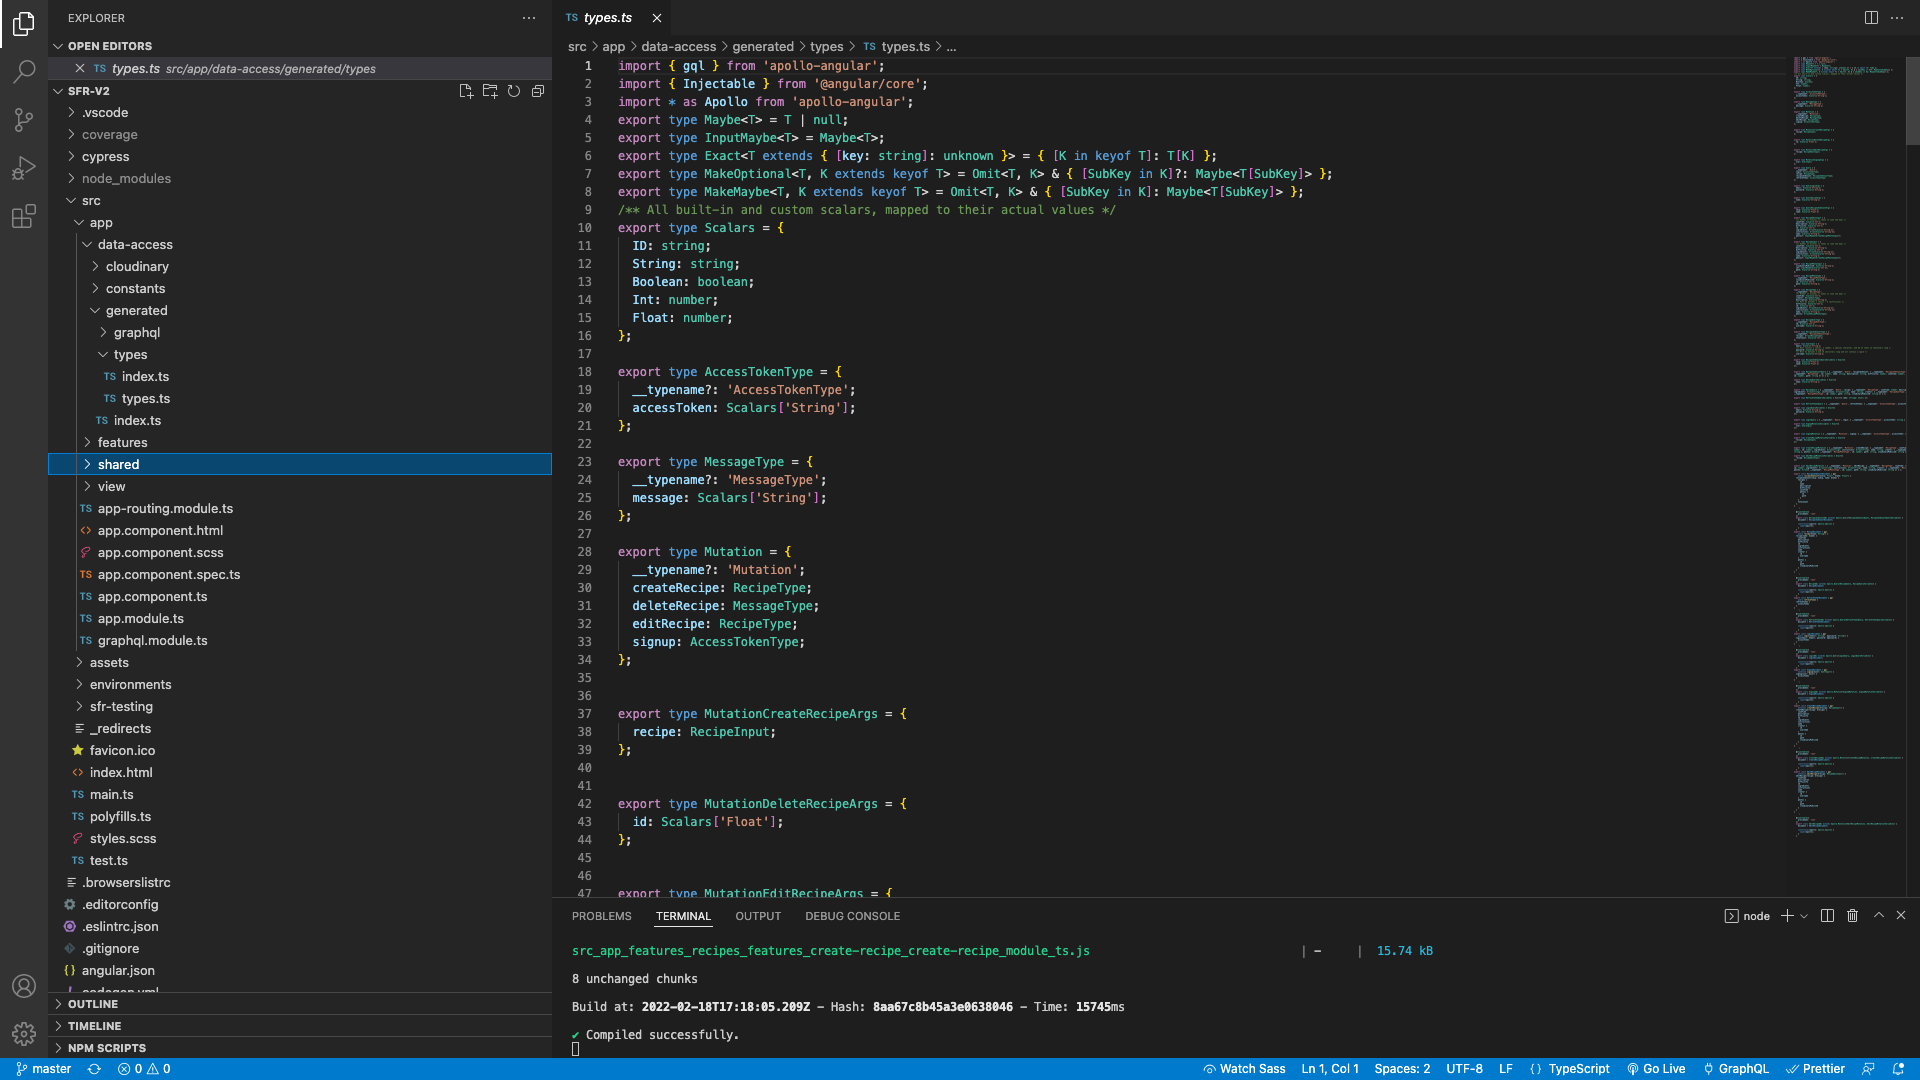 EXPLORER
OPEN EDITORS
TS types.ts src/app/data-access/generated/types
SFR-V2
.vscode
coverage
cypress
node_modules
src
app
data-access
cloudinary
constants
generated
graphql
types
TS index.ts
TS types.ts
TS index.ts
features
shared
view
TS app-routing.module.ts
app.component.html
app.component.scss
TS app.component.spec.ts
TS app.component.ts
TS app.module.ts
TS graphql.module.ts
assets
environments
sfr-testing
_redirects
favicon.ico
index.html
TS main.ts
TS polyfills.ts
styles.scss
TS test.ts
.browserslistrc
.editorconfig
.eslintrc.json
.gitignore
{} angular.json
OUTLINE
TIMELINE
NPM SCRIPTS
TS types.ts
src > app > data-access > generated > types > TS types.ts > ...
1 import { gql } from 'apollo-angular';
2 import { Injectable } from '@angular/core';
3 import * as Apollo from 'apollo-angular';
4 export type Maybe<T> = T | null;
5 export type InputMaybe<T> = Maybe<T>;
6 export type Exact<T extends { [key: string]: unknown }> = { [K in keyof T]: T[K] };
7 export type MakeOptional<T, K extends keyof T> = Omit<T, K> & { [SubKey in K]?: Maybe<T[SubKey]> };
8 export type MakeMaybe<T, K extends keyof T> = Omit<T, K> & { [SubKey in K]: Maybe<T[SubKey]> };
9 /** All built-in and custom scalars, mapped to their actual values */
10 export type Scalars = {
11 ID: string;
12 String: string;
13 Boolean: boolean;
14 Int: number;
15 Float: number;
16 };
17
18 export type AccessTokenType = {
19 __typename?: 'AccessTokenType';
20 accessToken: Scalars['String'];
21 };
22
23 export type MessageType = {
24 __typename?: 'MessageType';
25 message: Scalars['String'];
26 };
27
28 export type Mutation = {
29 __typename?: 'Mutation';
30 createRecipe: RecipeType;
31 deleteRecipe: MessageType;
32 editRecipe: RecipeType;
33 signup: AccessTokenType;
34 };
35
36
37 export type MutationCreateRecipeArgs = {
38 recipe: RecipeInput;
39 };
40
41
42 export type MutationDeleteRecipeArgs = {
43 id: Scalars['Float'];
44 };
45
46
47 export type MutationEditRecipeArgs = {
PROBLEMS TERMINAL OUTPUT DEBUG CONSOLE
node
src_app_features_recipes_features_create-recipe_create-recipe_module_ts.js | - | 15.74 kB
8 unchanged chunks
Build at: 2022-02-18T17:18:05.209Z - Hash: 8aa67c8b45a3e0638046 - Time: 15745ms
✔ Compiled successfully.
master 0 0 Watch Sass Ln 1, Col 1 Spaces: 2 UTF-8 LF {} TypeScript Go Live GraphQL Prettier